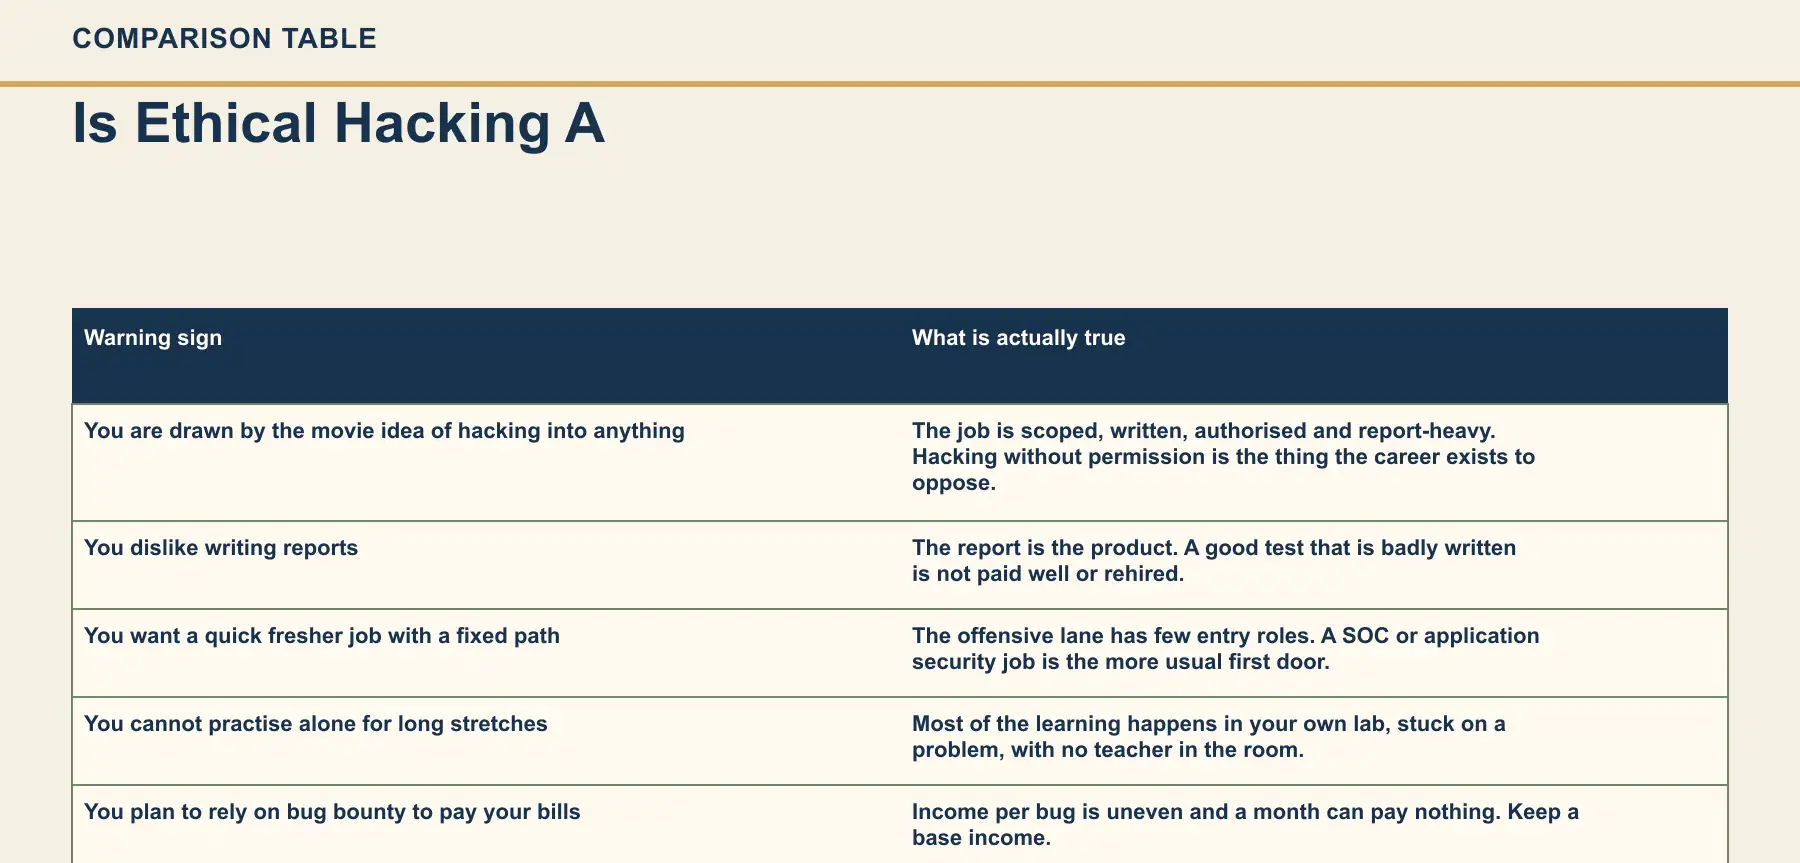 COMPARISON TABLE
Is Ethical Hacking A
Warning sign
What is actually true
You are drawn by the movie idea of hacking into anything
The job is scoped, written, authorised and report-heavy.
Hacking without permission is the thing the career exists to
oppose.
You dislike writing reports
The report is the product. A good test that is badly written
is not paid well or rehired.
You want a quick fresher job with a fixed path
The offensive lane has few entry roles. A SOC or application
security job is the more usual first door.
You cannot practise alone for long stretches
Most of the learning happens in your own lab, stuck on a
problem, with no teacher in the room.
You plan to rely on bug bounty to pay your bills
Income per bug is uneven and a month can pay nothing. Keep a
base income.